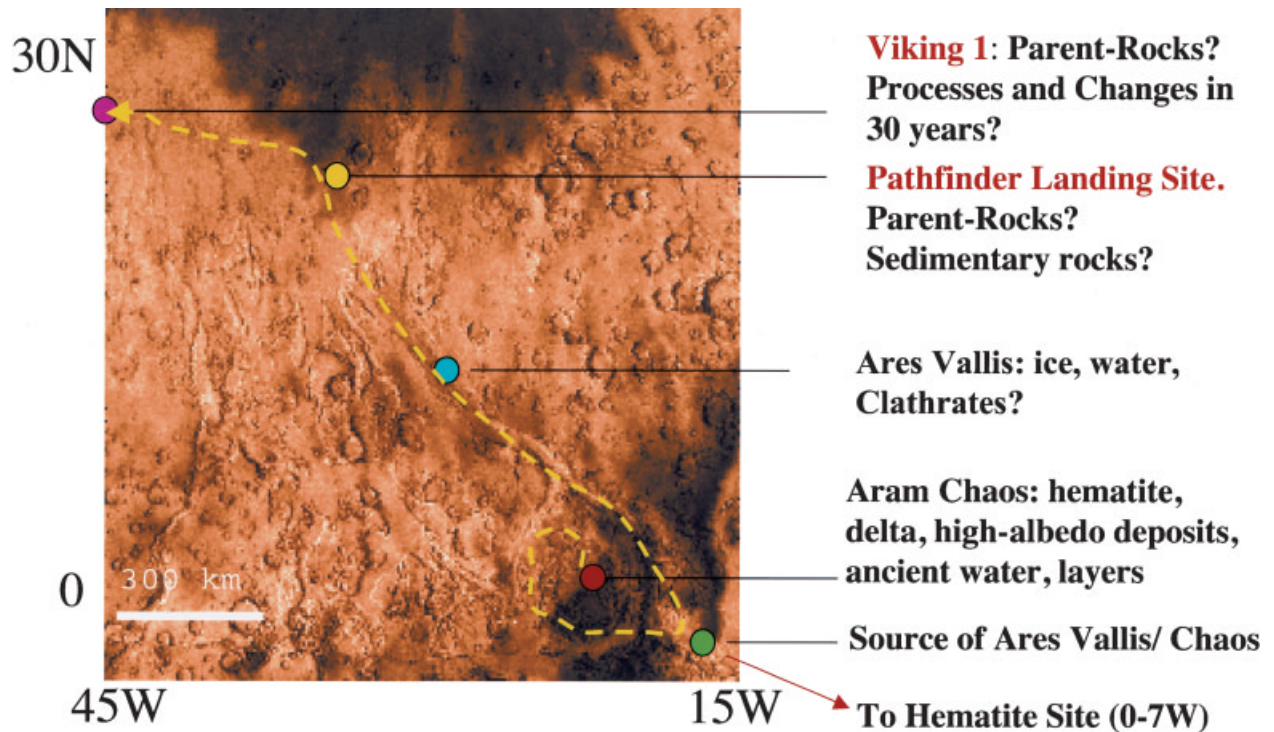 30N
Viking 1: Parent-Rocks?
Processes and Changes in
30 years?
Pathfinder Landing Site.
Parent-Rocks?
Sedimentary rocks?
Ares Vallis: ice, water,
Clathrates?
Aram Chaos: hematite,
delta, high-albedo deposits,
ancient water, layers
0
300 km
Source of Ares Vallis/ Chaos
45W
15W
To Hematite Site (0-7W)